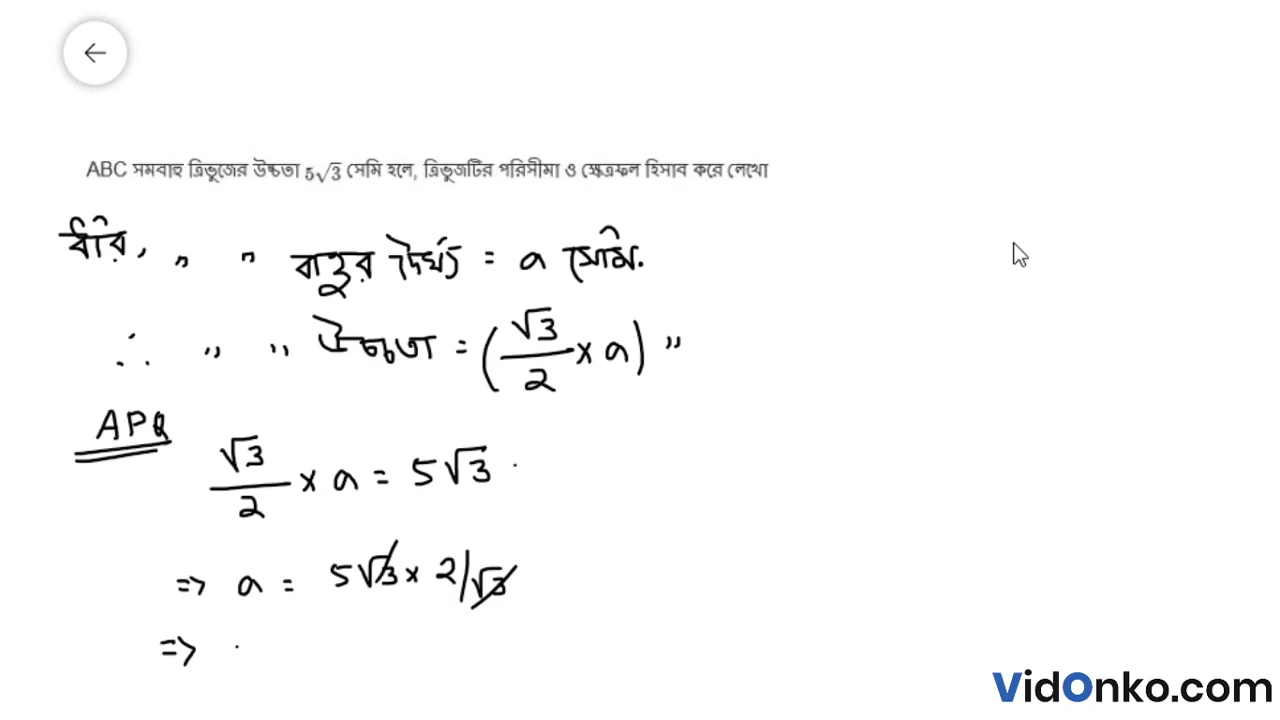 ABC সমবাহু ত্রিভুজের উচ্চতা 5√3 সেমি হলে, ত্রিভুজটির পরিসীমা ও ক্ষেত্রফল হিসাব করে লেখো
ধরি, " " বাহুর দৈর্ঘ্য = a সেমি.
∴ " " উচ্চতা = (√3/2 × a) "
APQ
√3/2 × a = 5√3
=> a = 5√3 × 2/√3
=>
VidOnko.com